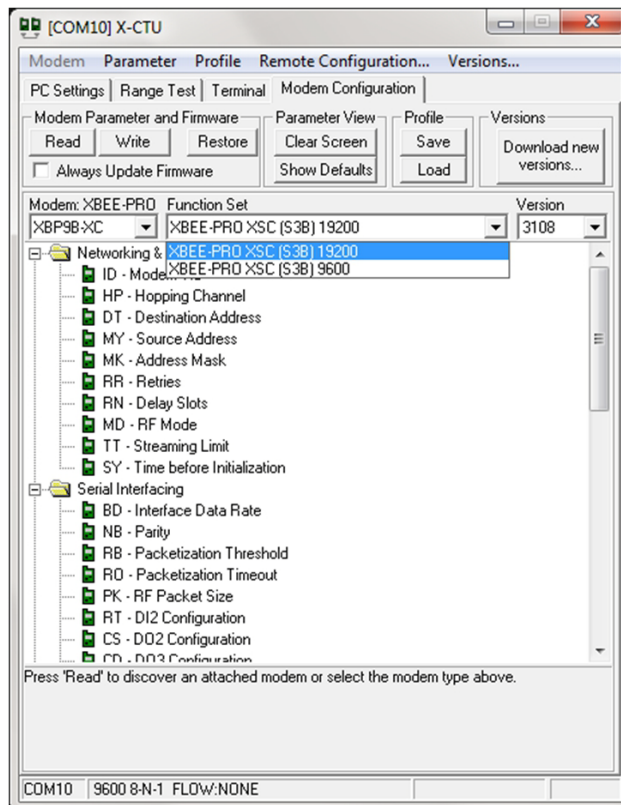 [COM10] X-CTU
Modem Parameter Profile Remote Configuration... Versions...
PC Settings Range Test Terminal Modem Configuration
Modem Parameter and Firmware Parameter View Profile Versions
Read Write Restore Clear Screen Save Download new versions...
Always Update Firmware Show Defaults Load
Modem: XBEE-PRO Function Set Version
XBP9B-XC XBEE-PRO XSC (S3B) 19200 3108
XBEE-PRO XSC (S3B) 19200
XBEE-PRO XSC (S3B) 9600
Networking &
ID - Mode
HP - Hopping Channel
DT - Destination Address
MY - Source Address
MK - Address Mask
RR - Retries
RN - Delay Slots
MD - RF Mode
TT - Streaming Limit
SY - Time before Initialization
Serial Interfacing
BD - Interface Data Rate
NB - Parity
RB - Packetization Threshold
RO - Packetization Timeout
PK - RF Packet Size
RT - DI2 Configuration
CS - DO2 Configuration
CD - DO3 Configuration
Press 'Read' to discover an attached modem or select the modem type above.
COM10 9600 8-N-1 FLOW:NONE